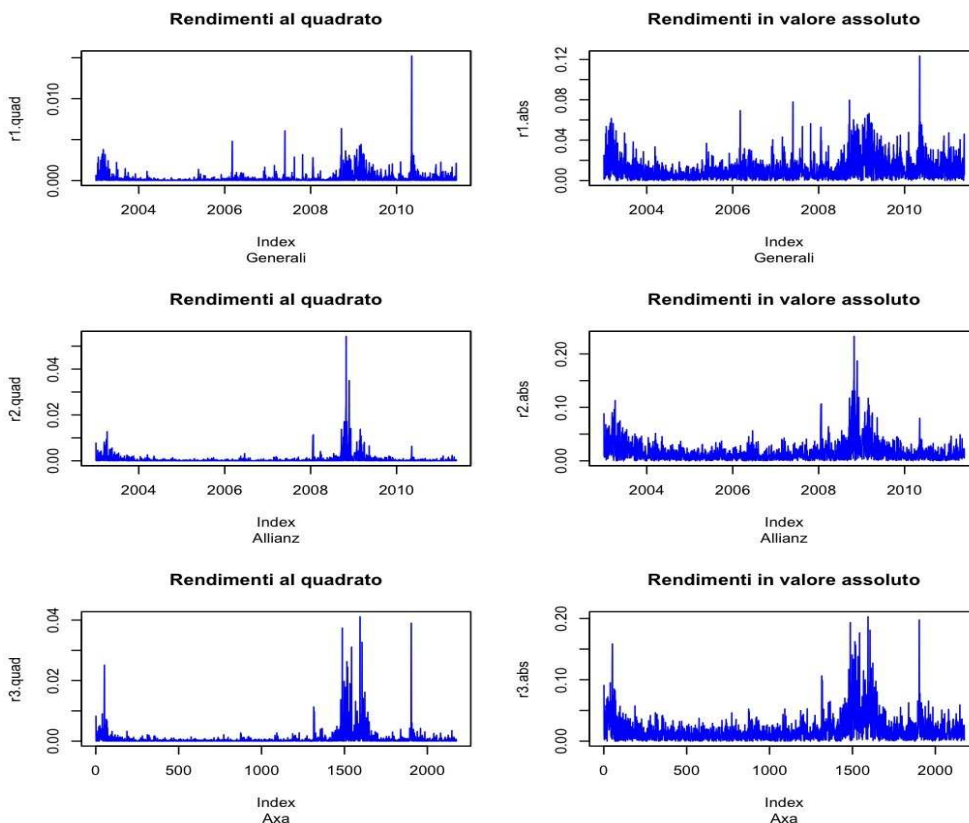 Rendimenti al quadrato
r1.quad
0.000
0.010
2004 2006 2008 2010
Index
Generali
Rendimenti in valore assoluto
r1.abs
0.00 0.04 0.08 0.12
2004 2006 2008 2010
Index
Generali
Rendimenti al quadrato
r2.quad
0.00 0.02 0.04
2004 2006 2008 2010
Index
Allianz
Rendimenti in valore assoluto
r2.abs
0.00 0.10 0.20
2004 2006 2008 2010
Index
Allianz
Rendimenti al quadrato
r3.quad
0.00 0.02 0.04
0 500 1000 1500 2000
Index
Axa
Rendimenti in valore assoluto
r3.abs
0.00 0.10 0.20
0 500 1000 1500 2000
Index
Axa